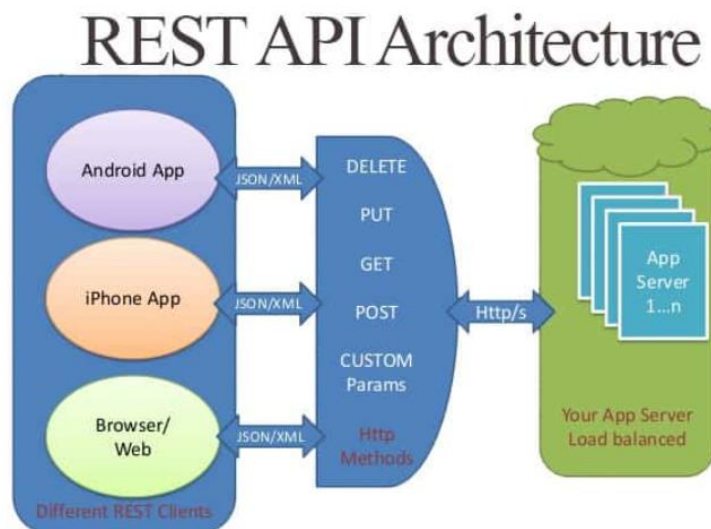 REST API Architecture
Android App
JSON/XML
iPhone App
JSON/XML
Browser/
Web
JSON/XML
Different REST Clients
DELETE
PUT
GET
POST
CUSTOM
Params
Http
Methods
Http/s
App
Server
1...n
Your App Server
Load balanced